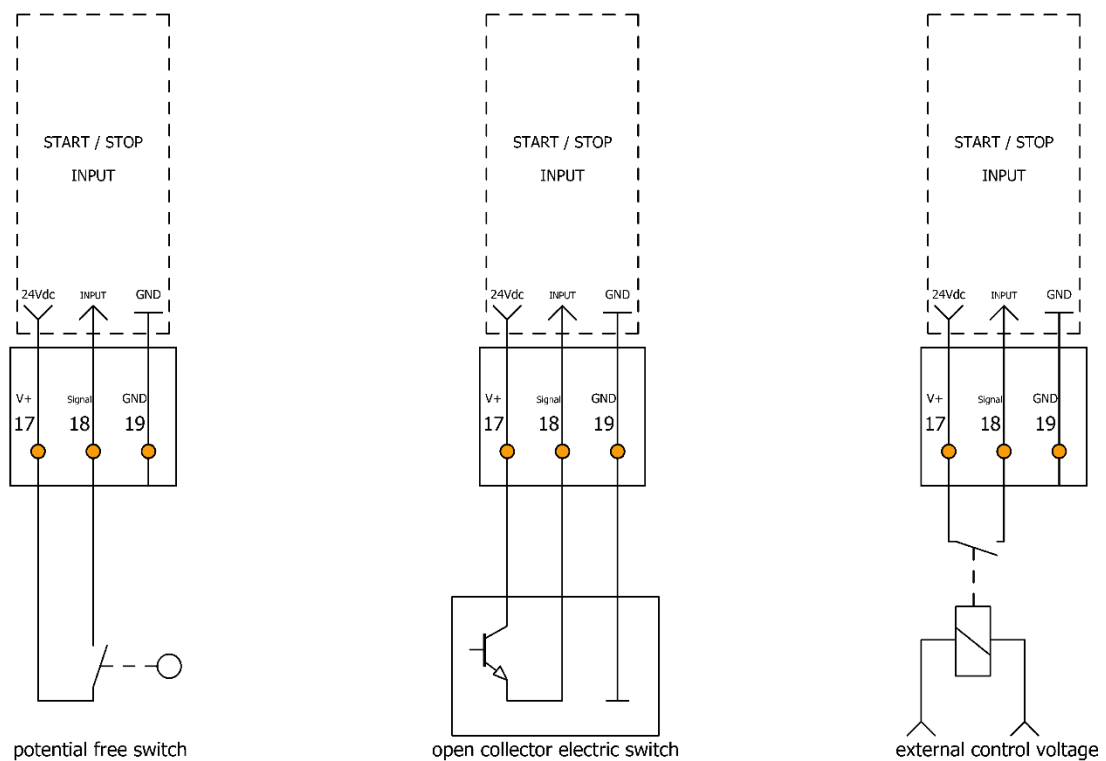 START / STOP
INPUT
24Vdc INPUT GND
V+ Signal GND
17 18 19
potential free switch
START / STOP
INPUT
24Vdc INPUT GND
V+ Signal GND
17 18 19
open collector electric switch
START / STOP
INPUT
24Vdc INPUT GND
V+ Signal GND
17 18 19
external control voltage